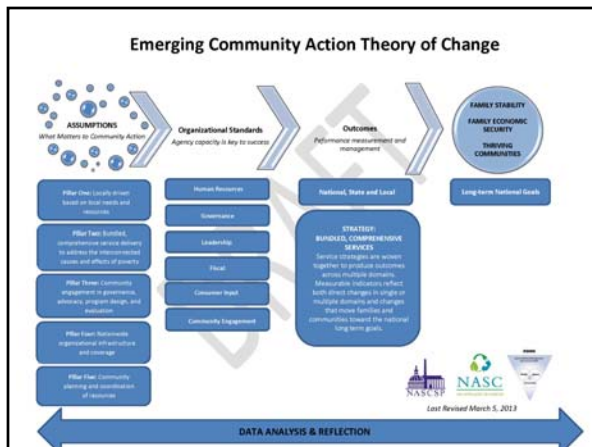 Emerging Community Action Theory of Change
ASSUMPTIONS
What Matters to Community Action
Organizational Standards
Agency capacity is key to success
Outcomes
Peformance measurement and
management
FAMILY STABILITY
FAMILY ECONOMIC
SECURITY
THRIVING
COMMUNITIES
Pillar One: Locally driven
based on local needs and
resources
Pillar Two: Bundled,
comprehensive service delivery
to address the interconnected
causes and effects of poverty
Pillar Three: Community
engagement in governance,
advocacy, program design, and
evaluation
Pillar Four: Nationwide
organizational infrastructure
and coverage
Pillar Five: Community
planning and coordination
of resources
Human Resources
Governance
Leadership
Fiscal
Consumer Input
Community Engagement
National, State and Local
STRATEGY:
BUNDLED, COMPREHENSIVE
SERVICES
Service strategies are woven
together to produce outcomes
across multiple domains.
Measurable indicators reflect
both direct changes in single or
multiple domains and changes
that move families and
communities toward the national
long term goals.
Long-term National Goals
DRAFT
NASCSP
NASC
Last Revised March 5, 2013
DATA ANALYSIS & REFLECTION